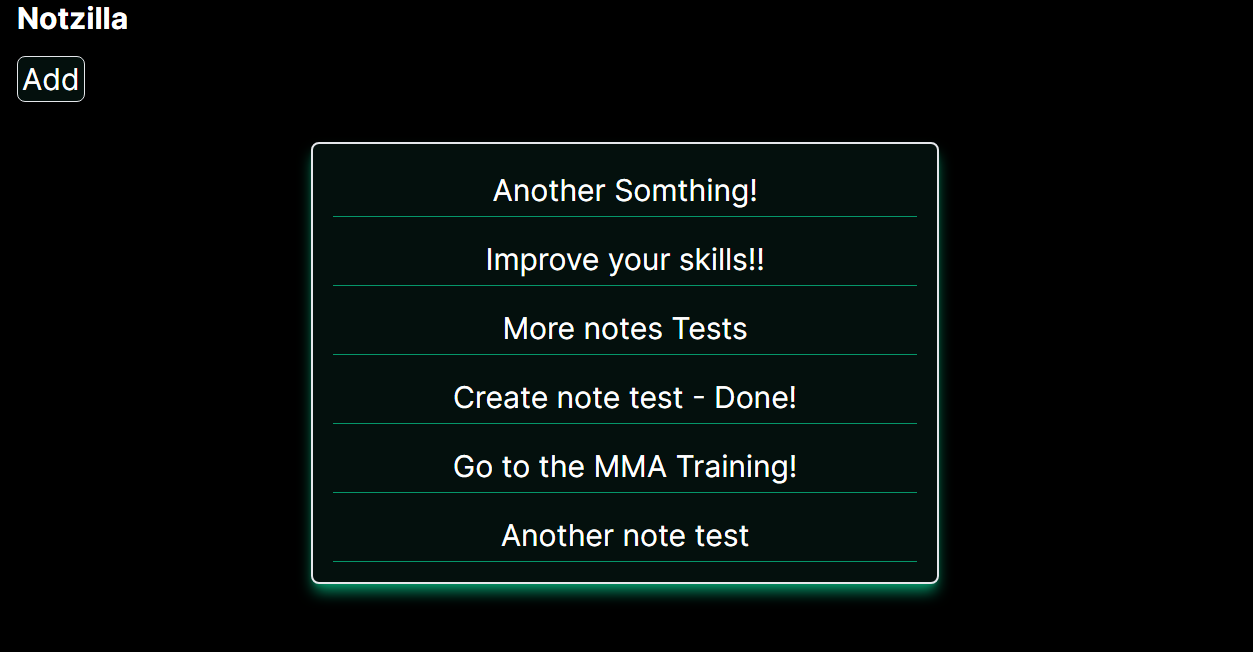 Notzilla
Add
Another Somthing!
Improve your skills!!
More notes Tests
Create note test - Done!
Go to the MMA Training!
Another note test